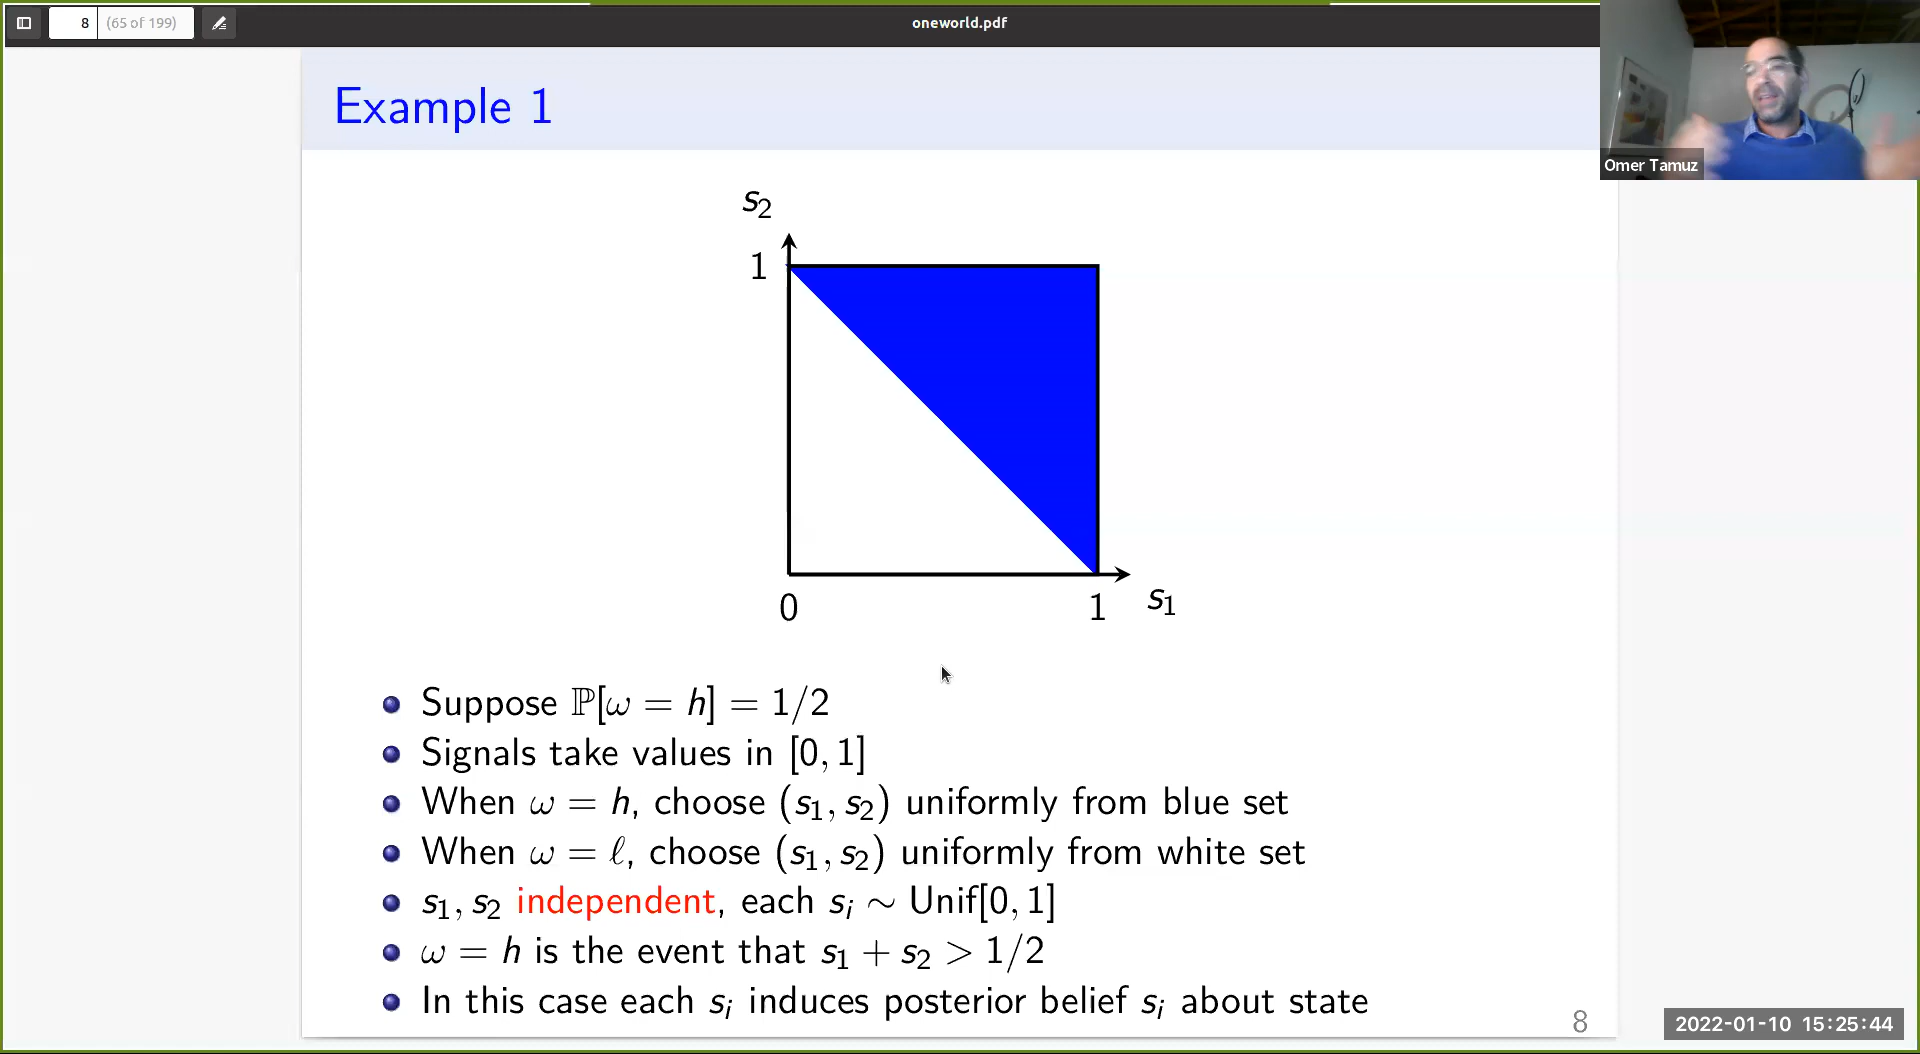 8 (65 of 199) oneworld.pdf
Omer Tamuz
Example 1
s₂
1
0 1 s₁
Suppose ℙ[ω = h] = 1/2
Signals take values in [0, 1]
When ω = h, choose (s₁, s₂) uniformly from blue set
When ω = ℓ, choose (s₁, s₂) uniformly from white set
s₁, s₂ independent, each sᵢ ∼ Unif[0, 1]
ω = h is the event that s₁ + s₂ > 1/2
In this case each sᵢ induces posterior belief sᵢ about state
8
2022-01-10 15:25:44